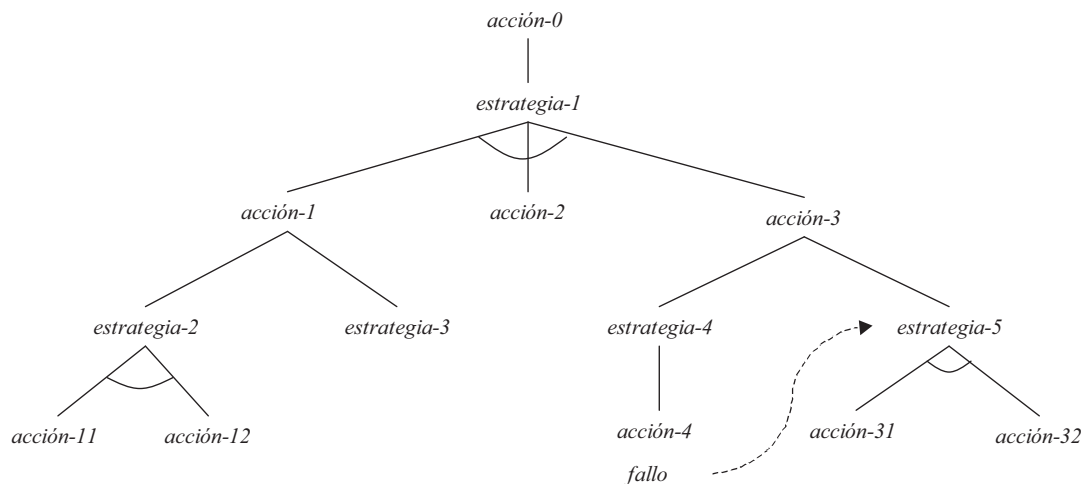 acción-0
estrategia-1
acción-1
acción-2
acción-3
estrategia-2
estrategia-3
estrategia-4
estrategia-5
acción-11
acción-12
acción-4
acción-31
acción-32
fallo